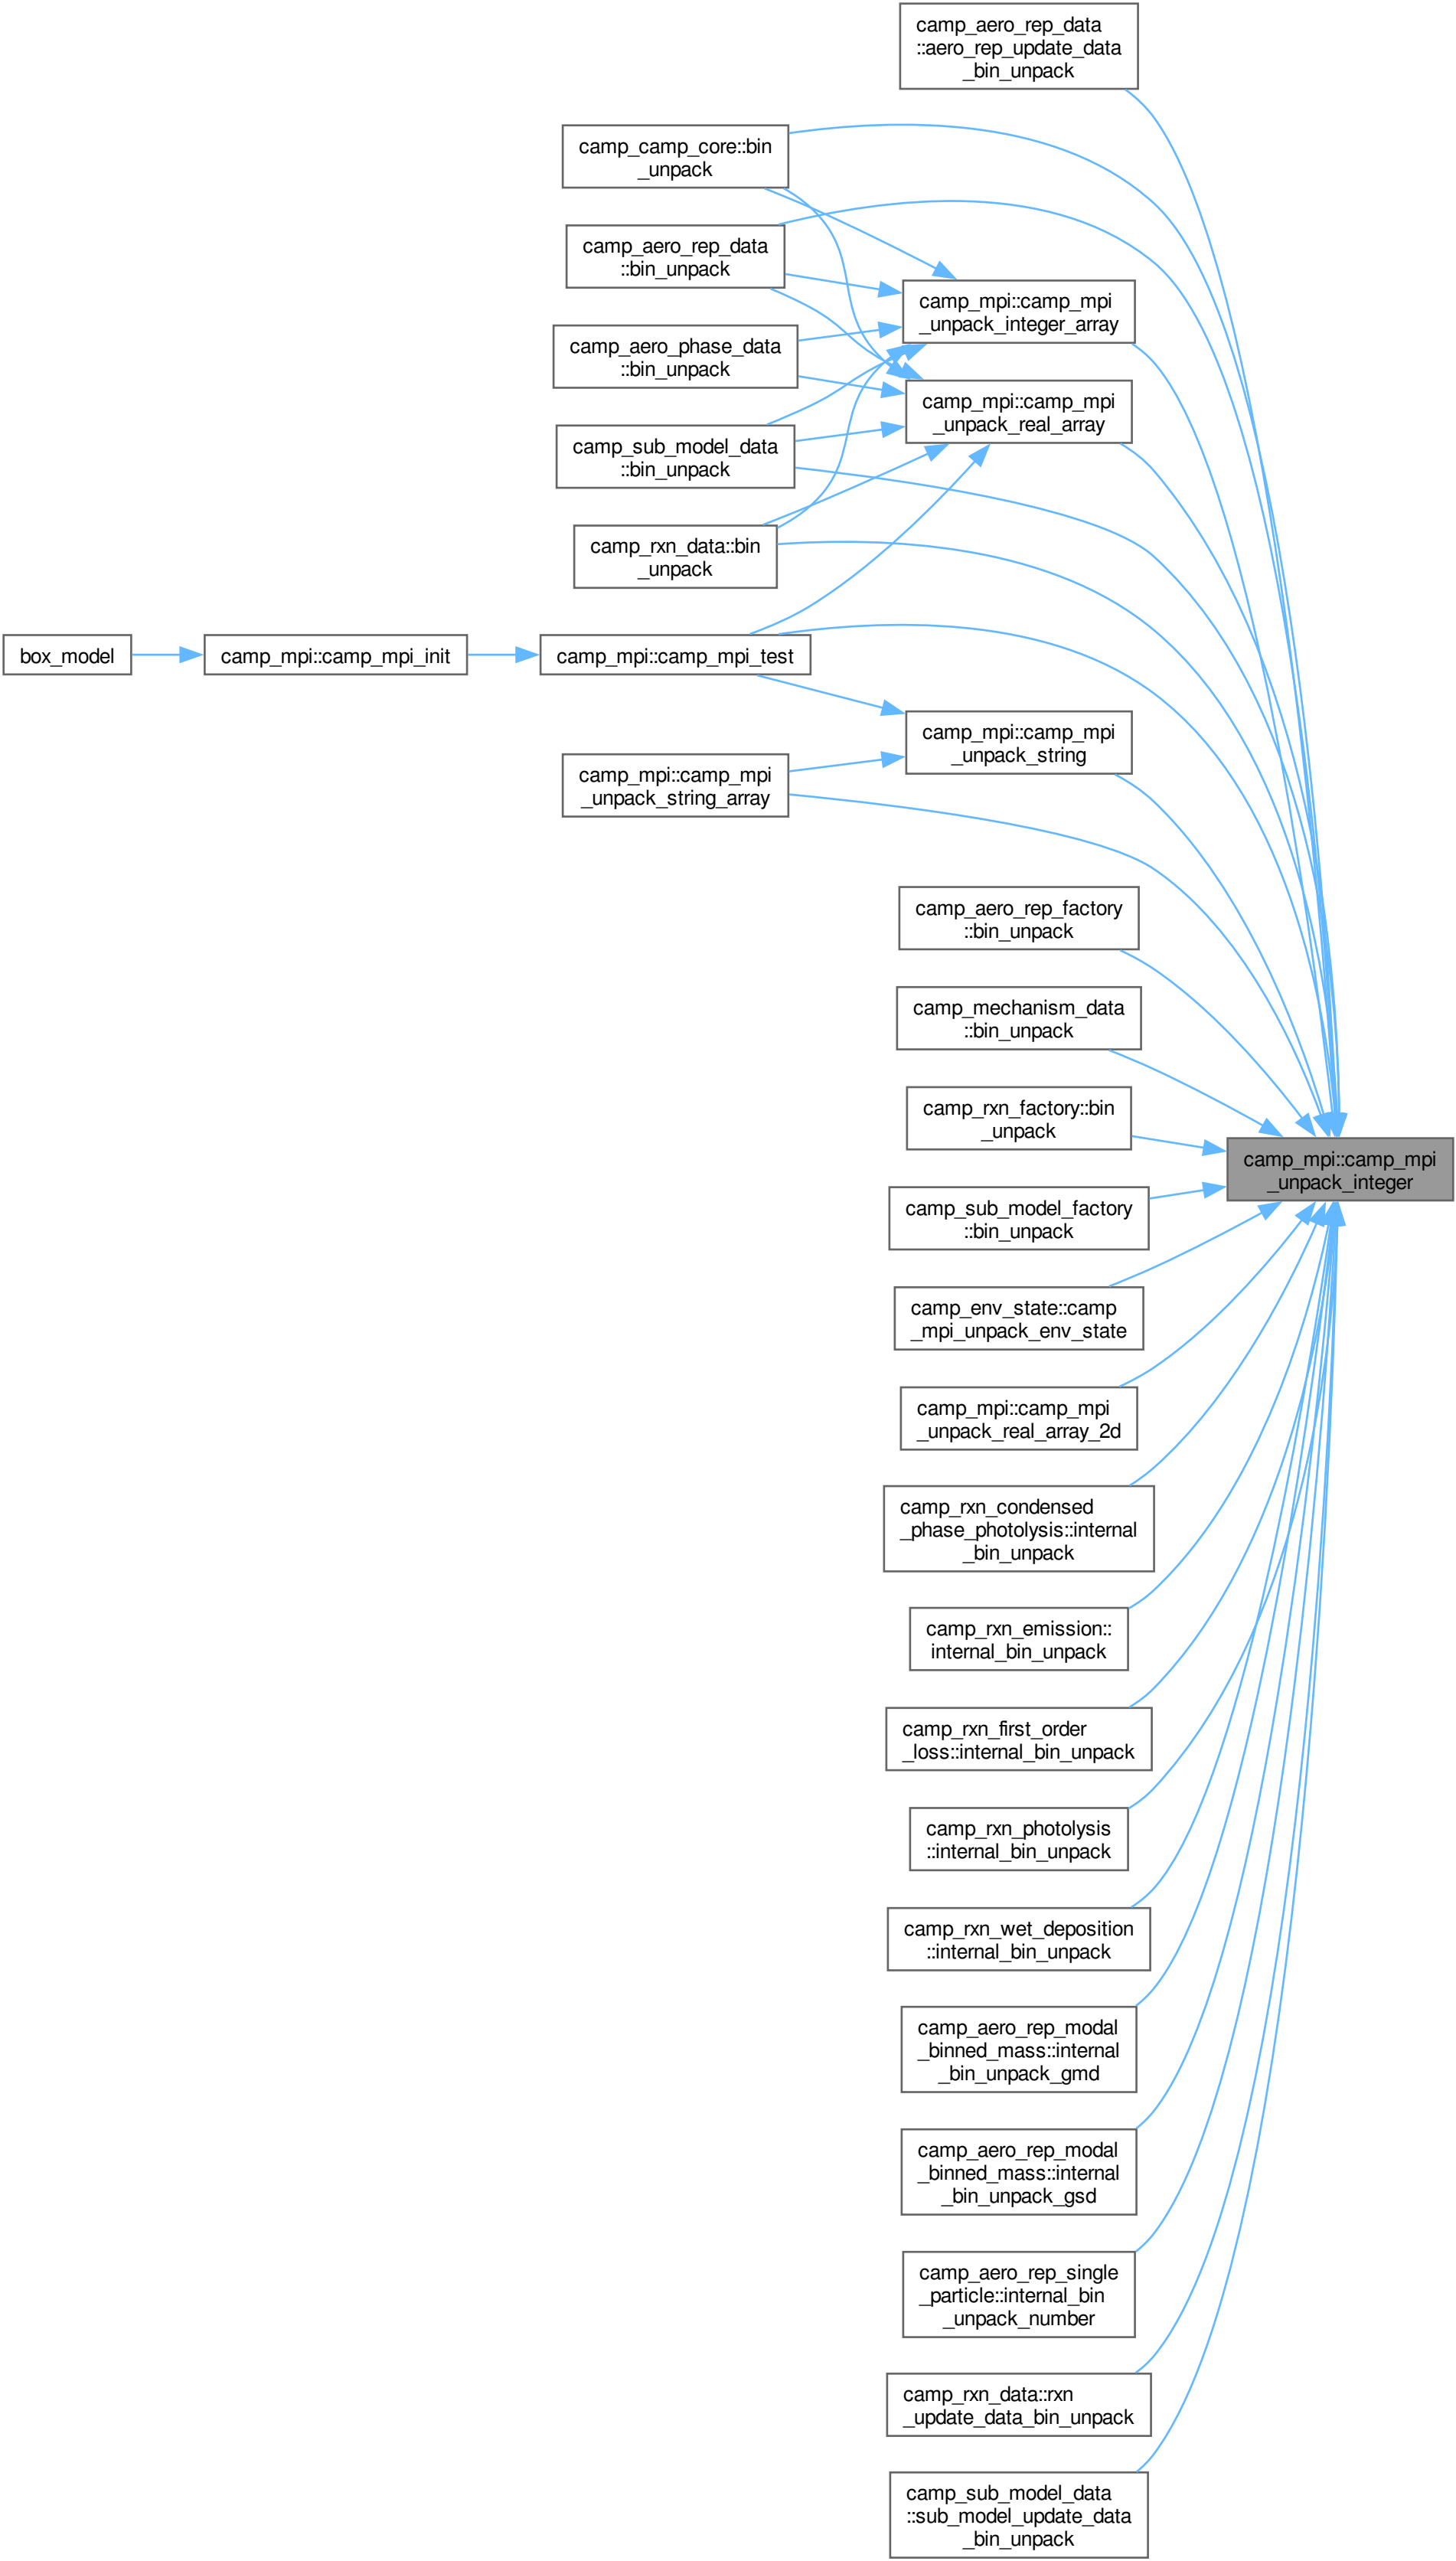 camp_aero_rep_data
::aero_rep_update_data
_bin_unpack
camp_camp_core::bin
_unpack
camp_aero_rep_data
::bin_unpack
camp_mpi::camp_mpi
_unpack_integer_array
camp_aero_phase_data
::bin_unpack
camp_mpi::camp_mpi
_unpack_real_array
camp_sub_model_data
::bin_unpack
camp_rxn_data::bin
_unpack
box_model
camp_mpi::camp_mpi_init
camp_mpi::camp_mpi_test
camp_mpi::camp_mpi
_unpack_string
camp_mpi::camp_mpi
_unpack_string_array
camp_aero_rep_factory
::bin_unpack
camp_mechanism_data
::bin_unpack
camp_rxn_factory::bin
_unpack
camp_mpi::camp_mpi
_unpack_integer
camp_sub_model_factory
::bin_unpack
camp_env_state::camp
_mpi_unpack_env_state
camp_mpi::camp_mpi
_unpack_real_array_2d
camp_rxn_condensed
_phase_photolysis::internal
_bin_unpack
camp_rxn_emission::
internal_bin_unpack
camp_rxn_first_order
_loss::internal_bin_unpack
camp_rxn_photolysis
::internal_bin_unpack
camp_rxn_wet_deposition
::internal_bin_unpack
camp_aero_rep_modal
_binned_mass::internal
_bin_unpack_gmd
camp_aero_rep_modal
_binned_mass::internal
_bin_unpack_gsd
camp_aero_rep_single
_particle::internal_bin
_unpack_number
camp_rxn_data::rxn
_update_data_bin_unpack
camp_sub_model_data
::sub_model_update_data
_bin_unpack